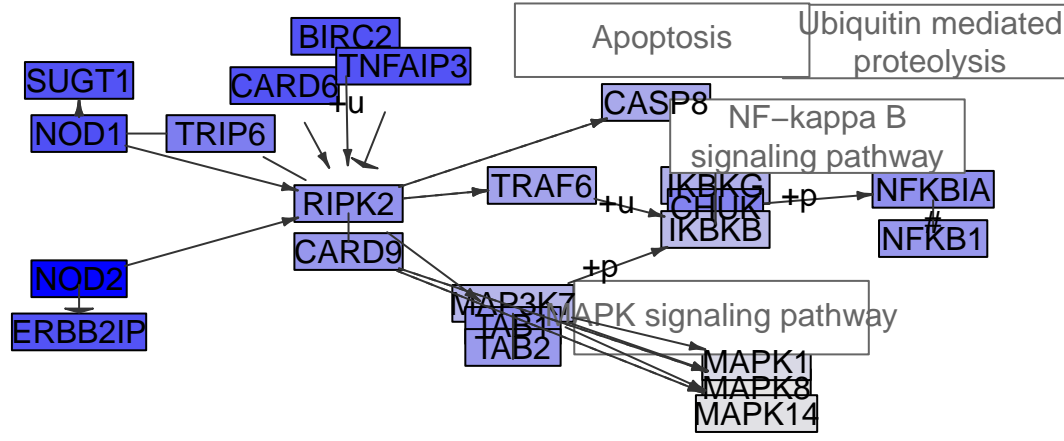 BIRC2
Apoptosis
Ubiquitin mediated
proteolysis
TNFAIP3
SUGT1
CARD6
+u
CASP8
NOD1
TRIP6
NF−kappa B
signaling pathway
TRAF6
IKBKG
NFKBIA
RIPK2
+u
CHUK
+p
#
IKBKB
NFKB1
CARD9
+p
NOD2
MAP3K7
MAPK signaling pathway
ERBB2IP
TAB1
TAB2
MAPK1
MAPK8
MAPK14